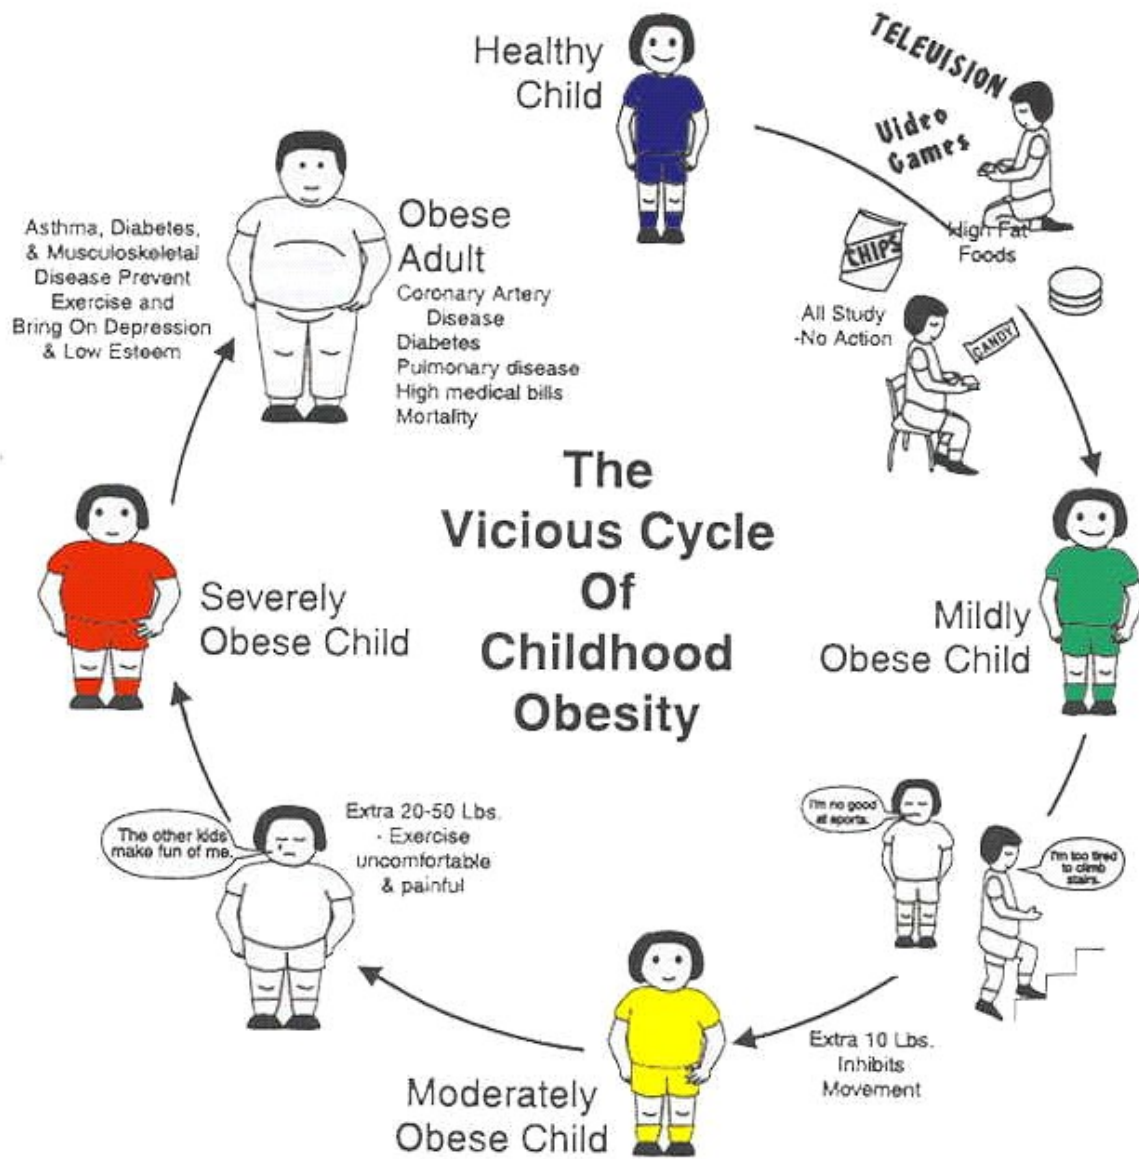 Healthy
Child
TELEVISION
Video
Games
High Fat
Foods
CHIPS
All Study
-No Action
CANDY
Mildly
Obese Child
I'm no good
at sports.
I'm too tired
to climb
stairs.
Extra 10 Lbs.
Inhibits
Movement
Moderately
Obese Child
Extra 20-50 Lbs.
- Exercise
uncomfortable
& painful
The other kids
make fun of me.
Severely
Obese Child
Asthma, Diabetes,
& Musculoskeletal
Disease Prevent
Exercise and
Bring On Depression
& Low Esteem
Obese
Adult
Coronary Artery
Disease
Diabetes
Pulmonary disease
High medical bills
Mortality
The
Vicious Cycle
Of
Childhood
Obesity